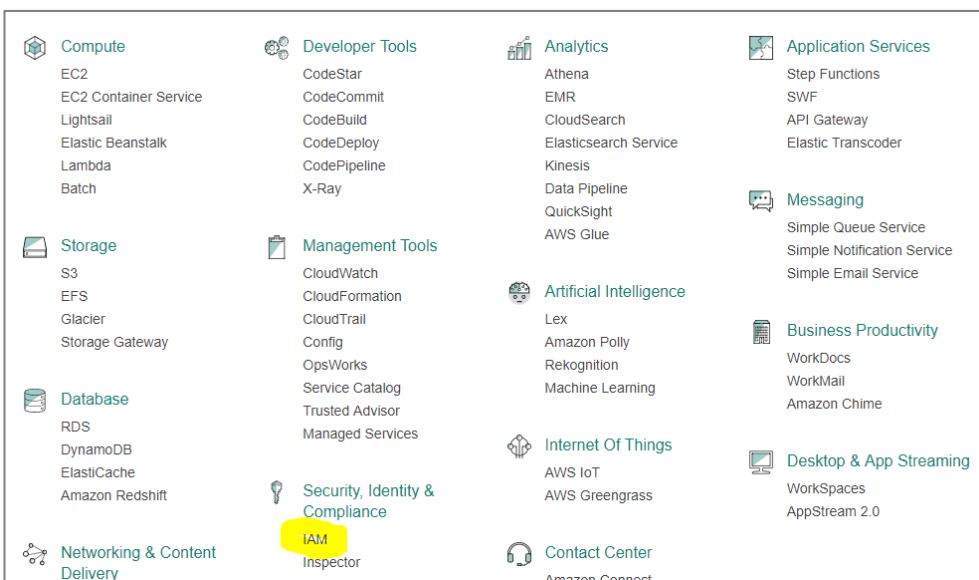 Compute
EC2
EC2 Container Service
Lightsail
Elastic Beanstalk
Lambda
Batch
Storage
S3
EFS
Glacier
Storage Gateway
Database
RDS
DynamoDB
ElastiCache
Amazon Redshift
Networking & Content
Delivery
Developer Tools
CodeStar
CodeCommit
CodeBuild
CodeDeploy
CodePipeline
X-Ray
Management Tools
CloudWatch
CloudFormation
CloudTrail
Config
OpsWorks
Service Catalog
Trusted Advisor
Managed Services
Security, Identity &
Compliance
IAM
Inspector
Analytics
Athena
EMR
CloudSearch
Elasticsearch Service
Kinesis
Data Pipeline
QuickSight
AWS Glue
Artificial Intelligence
Lex
Amazon Polly
Rekognition
Machine Learning
Internet Of Things
AWS IoT
AWS Greengrass
Contact Center
Amazon Connect
Application Services
Step Functions
SWF
API Gateway
Elastic Transcoder
Messaging
Simple Queue Service
Simple Notification Service
Simple Email Service
Business Productivity
WorkDocs
WorkMail
Amazon Chime
Desktop & App Streaming
WorkSpaces
AppStream 2.0